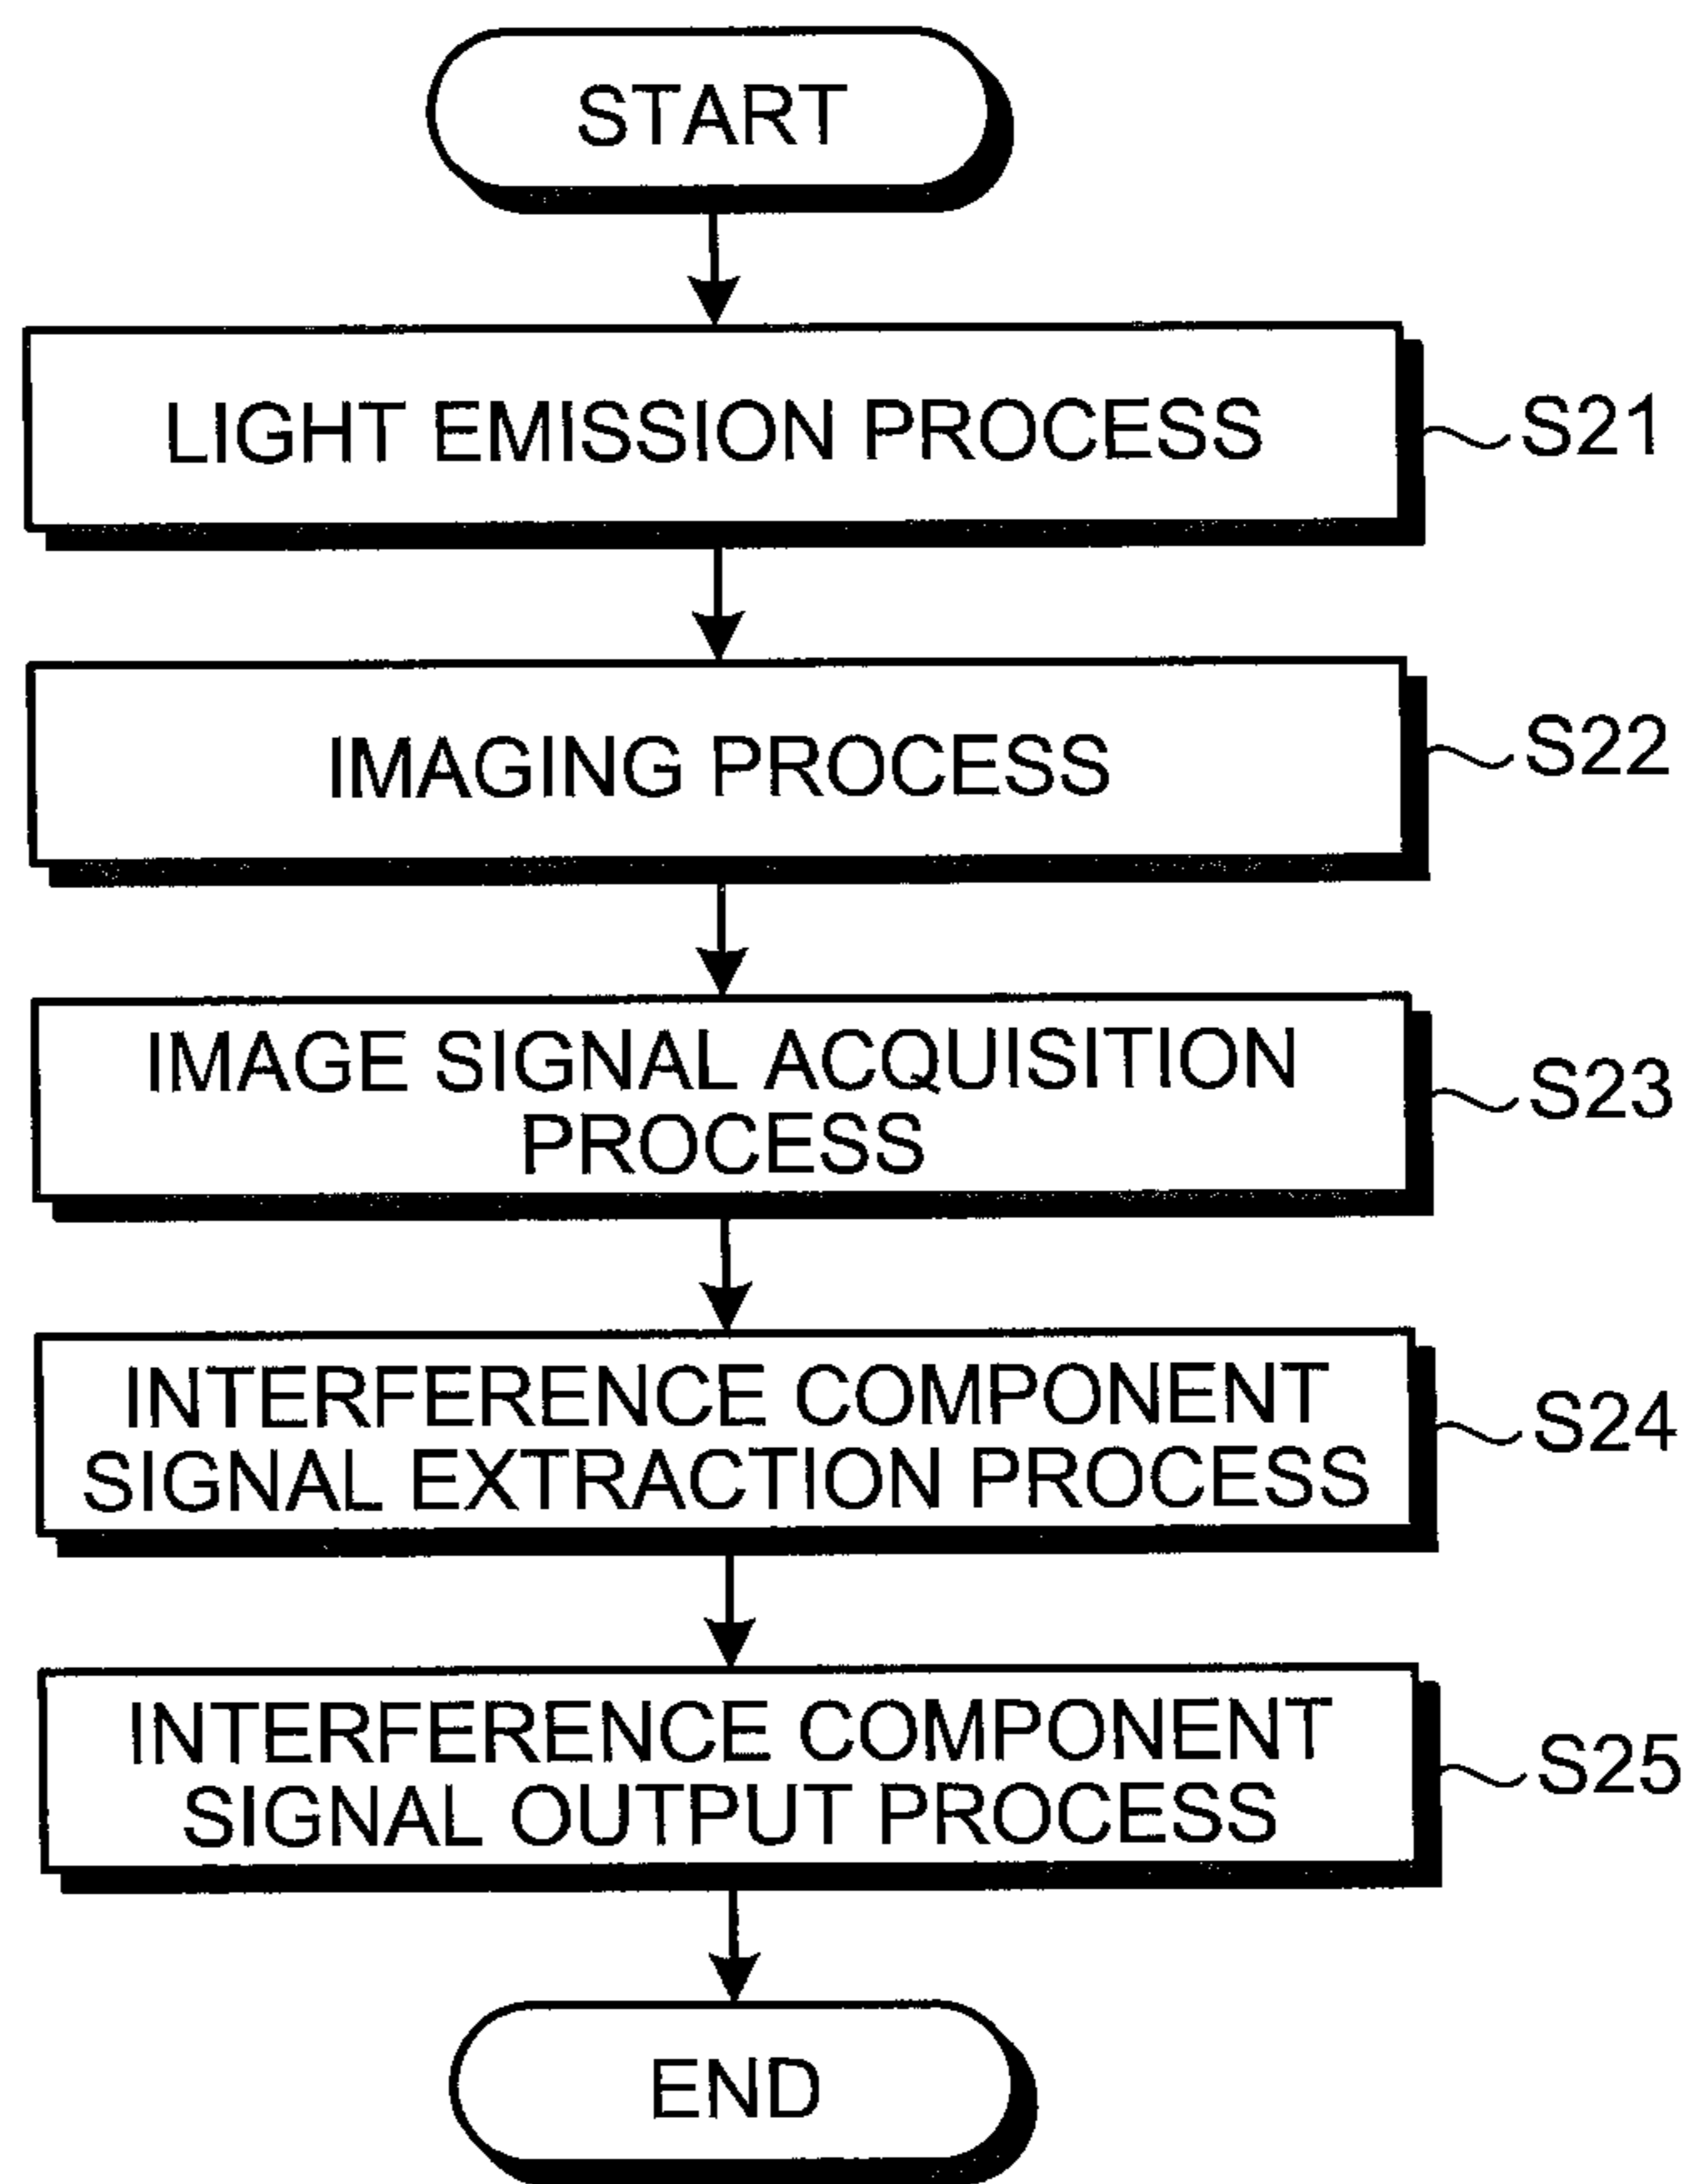 START
LIGHT EMISSION PROCESS
S21
IMAGING PROCESS
S22
IMAGE SIGNAL ACQUISITION
PROCESS
S23
INTERFERENCE COMPONENT
SIGNAL EXTRACTION PROCESS
S24
INTERFERENCE COMPONENT
SIGNAL OUTPUT PROCESS
S25
END